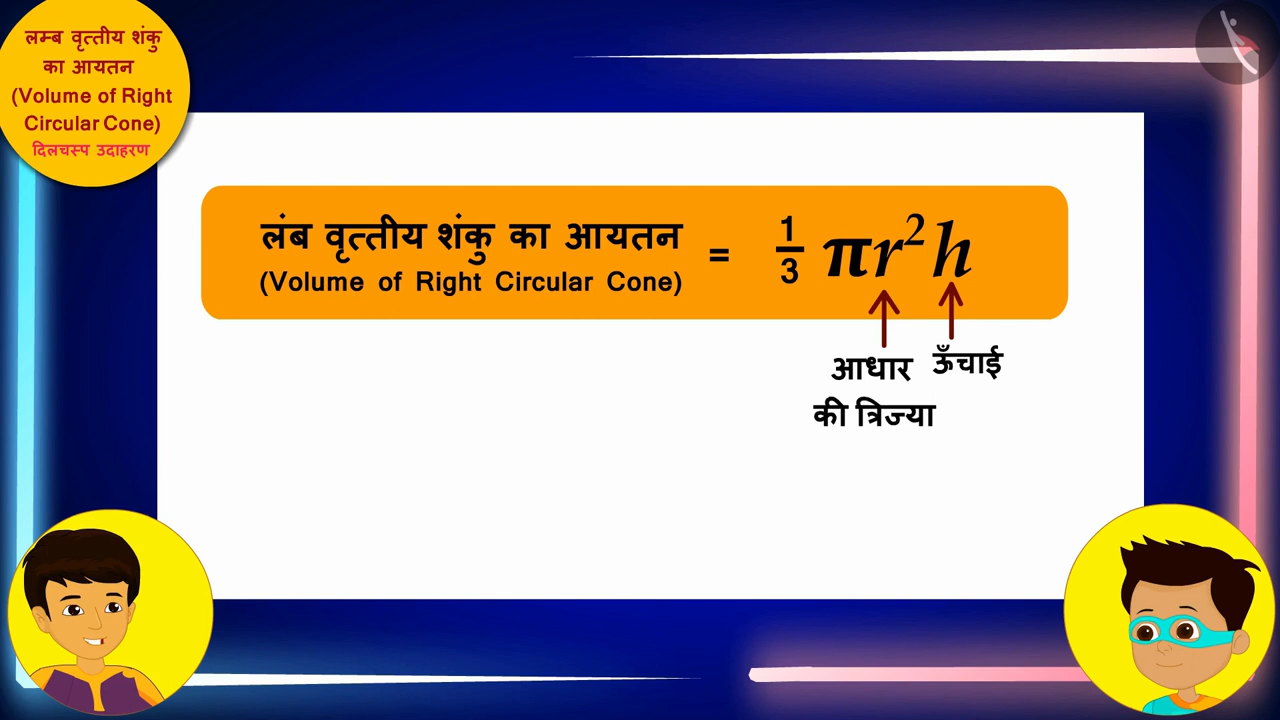 लम्ब वृत्तीय शंकु
का आयतन
(Volume of Right
Circular Cone)
दिलचस्प उदाहरण
लंब वृत्तीय शंकु का आयतन
(Volume of Right Circular Cone)
= 1/3 πr²h
आधार
की त्रिज्या
ऊँचाई